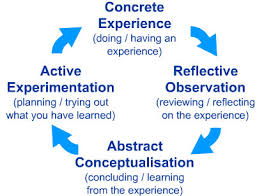 Concrete
Experience
(doing / having an
experience)
Reflective
Observation
(reviewing / reflecting
on the experience)
Abstract
Conceptualisation
(concluding / learning
from the experience)
Active
Experimentation
(planning / trying out
what you have learned)